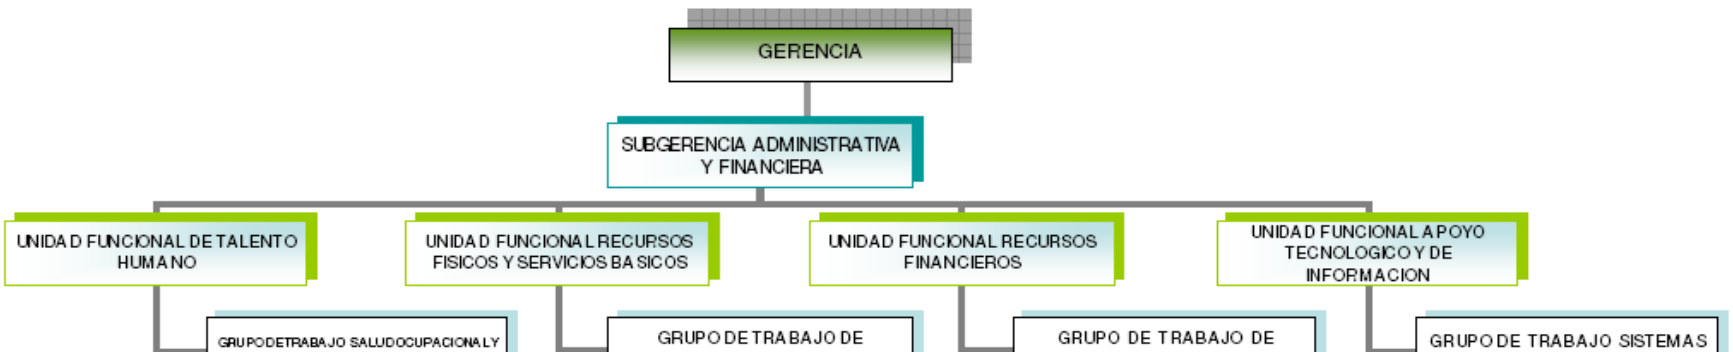 GERENCIA
SUBGERENCIA ADMINISTRATIVA
Y FINANCIERA
UNIDAD FUNCIONAL DE TALENTO
HUMANO
UNIDAD FUNCIONAL RECURSOS
FISICOS Y SERVICIOS BASICOS
UNIDAD FUNCIONAL RECURSOS
FINANCIEROS
UNIDAD FUNCIONAL APOYO
TECNOLOGICO Y DE
INFORMACION
GRUPO DE TRABAJO SALUD OCUPACIONAL Y
GRUPO DE TRABAJO DE
GRUPO DE TRABAJO DE
GRUPO DE TRABAJO SISTEMAS